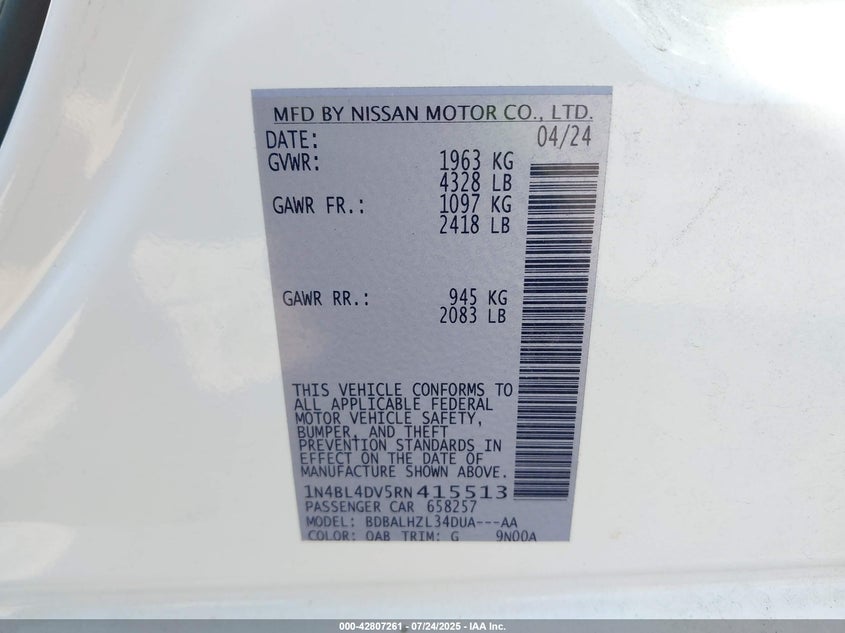 MFD BY NISSAN MOTOR CO., LTD.
DATE: 04/24
GVWR: 1963 KG
4328 LB
GAWR FR.: 1097 KG
2418 LB
GAWR RR.: 945 KG
2083 LB
THIS VEHICLE CONFORMS TO
ALL APPLICABLE FEDERAL
MOTOR VEHICLE SAFETY,
BUMPER, AND THEFT
PREVENTION STANDARDS IN
EFFECT ON THE DATE OF
MANUFACTURE SHOWN ABOVE.
1N4BL4DV5RN415513
PASSENGER CAR 658257
MODEL: BDBALHZL34DUA---AA
COLOR: QAB TRIM: G 9N00A
000-42807261 - 07/24/2025 - IAA Inc.